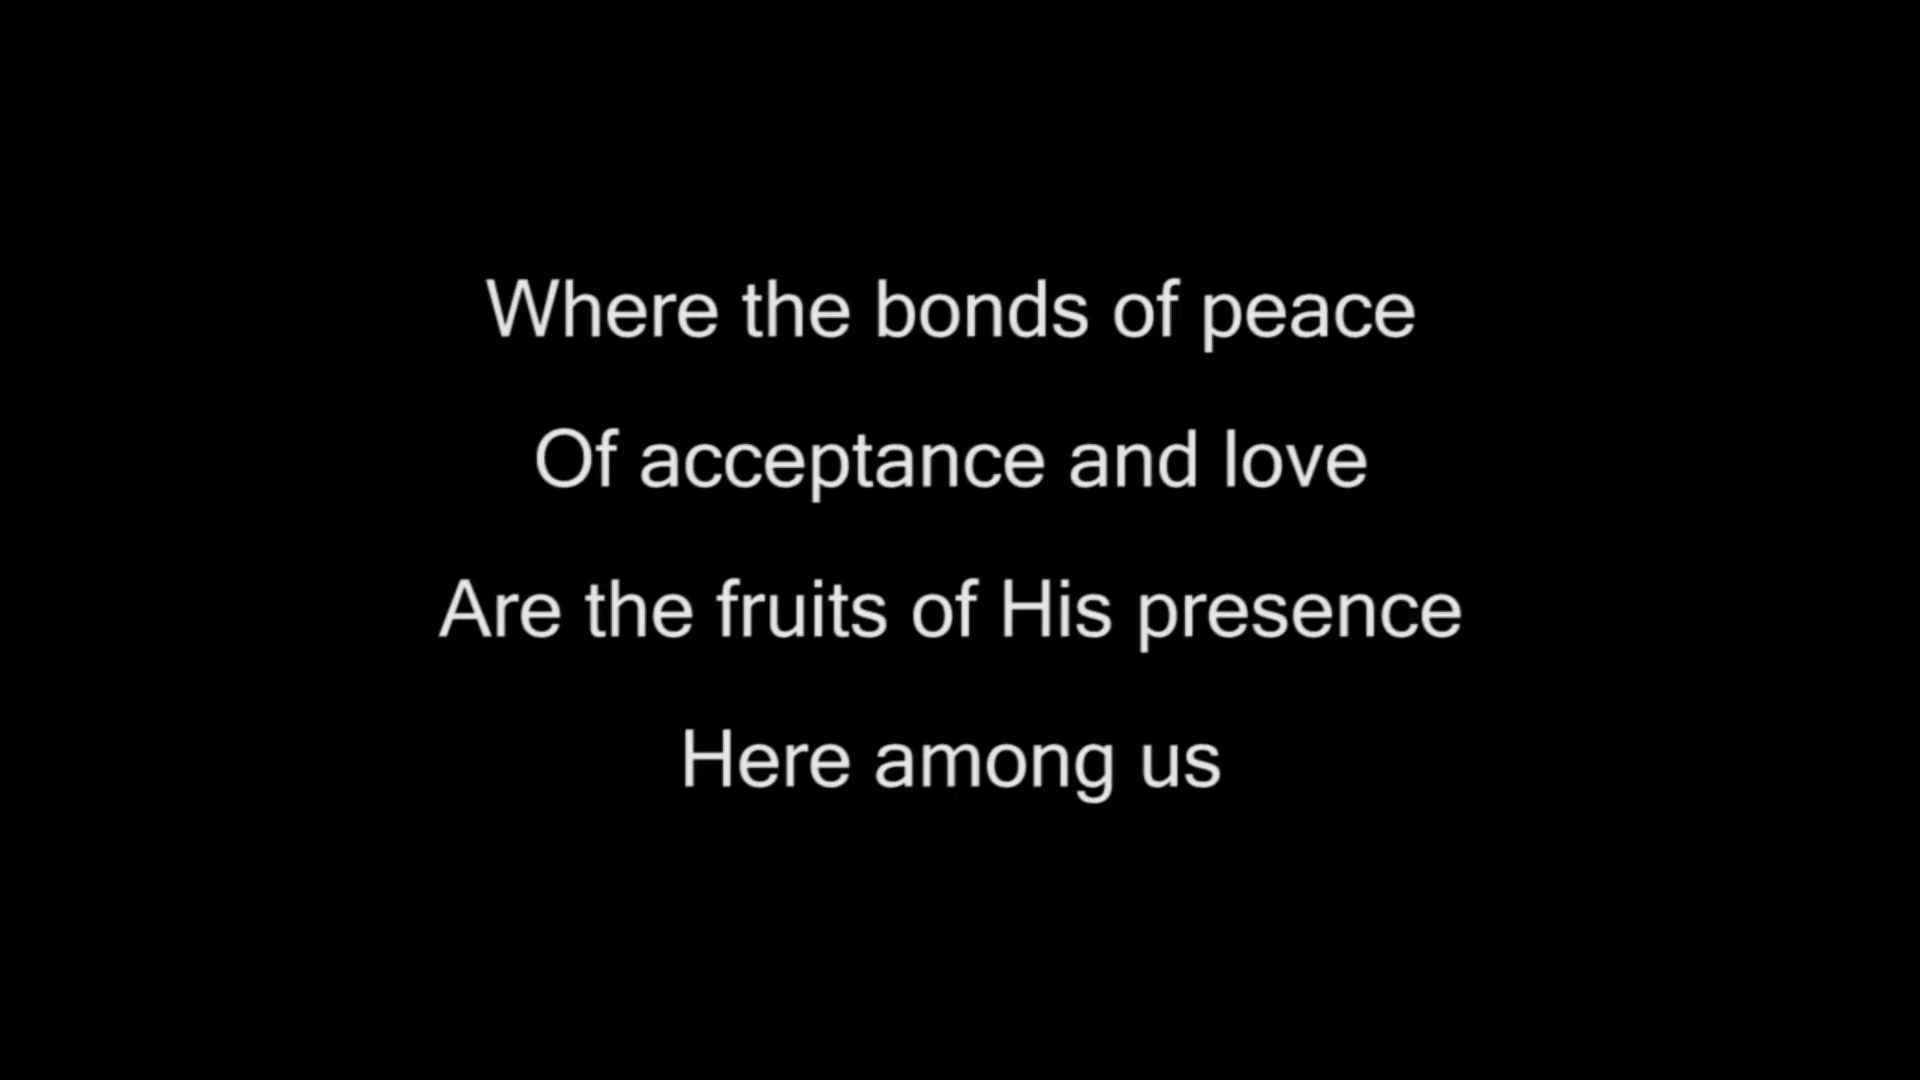 Where the bonds of peace
Of acceptance and love
Are the fruits of His presence
Here among us